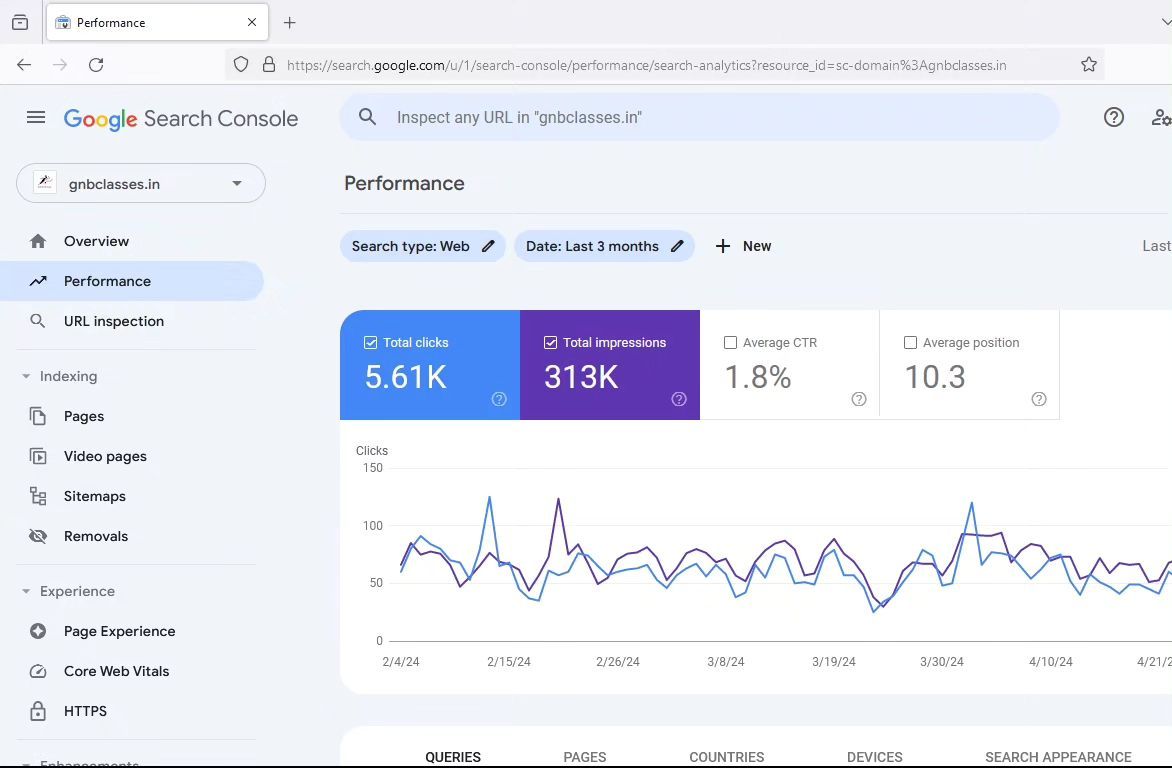 Performance
https://search.google.com/u/1/search-console/performance/search-analytics?resource_id=sc-domain%3Agnbclasses.in
Google Search Console
Inspect any URL in "gnbclasses.in"
gnbclasses.in
Overview
Performance
URL inspection
Indexing
Pages
Video pages
Sitemaps
Removals
Experience
Page Experience
Core Web Vitals
HTTPS
Enhancements
Performance
Search type: Web
Date: Last 3 months
New
Last
Total clicks
5.61K
Total impressions
313K
Average CTR
1.8%
Average position
10.3
Clicks
150
100
50
0
2/4/24 2/15/24 2/26/24 3/8/24 3/19/24 3/30/24 4/10/24 4/21/2
QUERIES PAGES COUNTRIES DEVICES SEARCH APPEARANCE